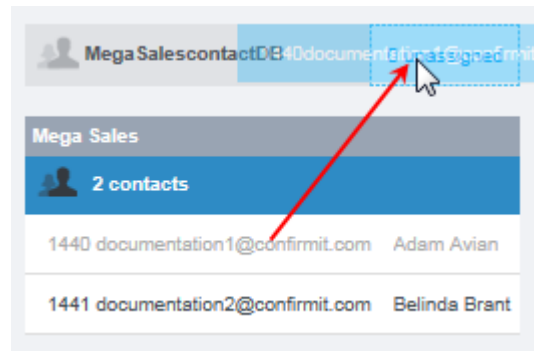 MegaSalescontactDB
Mega Sales
2 contacts
1440 documentation1@confirmit.com Adam Avian
1441 documentation2@confirmit.com Belinda Brant